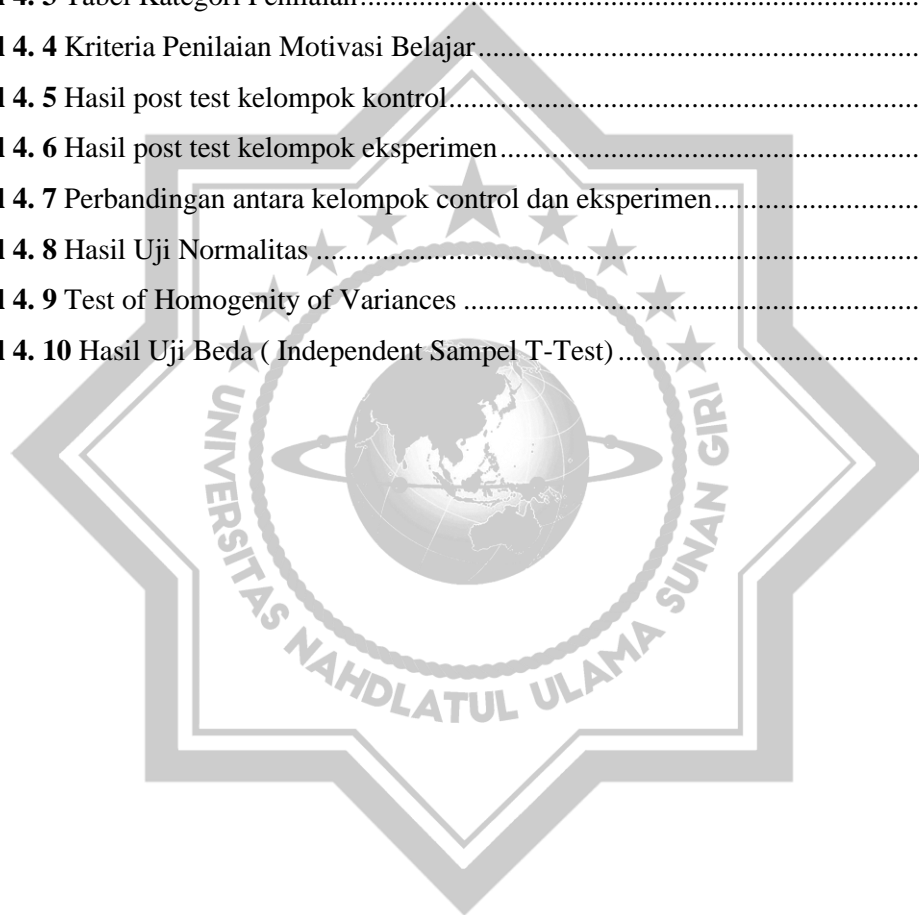 4. 3 Tabel Kategori Penilaian
l 4. 4 Kriteria Penilaian Motivasi Belajar
l 4. 5 Hasil post test kelompok kontrol
l 4. 6 Hasil post test kelompok eksperimen
l 4. 7 Perbandingan antara kelompok control dan eksperimen
l 4. 8 Hasil Uji Normalitas
l 4. 9 Test of Homogenity of Variances
l 4. 10 Hasil Uji Beda ( Independent Sampel T-Test)
UNIVERSITAS NAHDLATUL ULAMA SUNAN GIRI